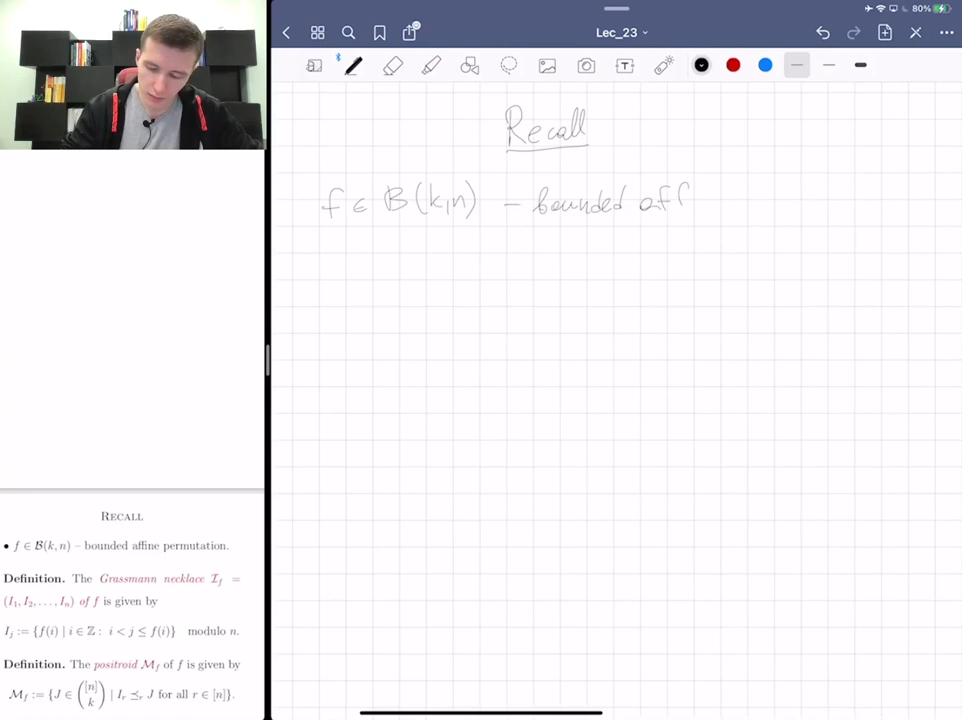 80%
Lec_23
T
Recall
f ∈ B(k,n) – bounded aff
RECALL
• f ∈ B(k, n) – bounded affine permutation.
Definition. The Grassmann necklace I_f =
(I_1, I_2, . . . , I_n) of f is given by
I_j := {f(i) | i ∈ ℤ : i < j ≤ f(i)} modulo n.
Definition. The positroid M_f of f is given by
M_f := {J ∈ ([n] k) | I_r ⪯_r J for all r ∈ [n]}.